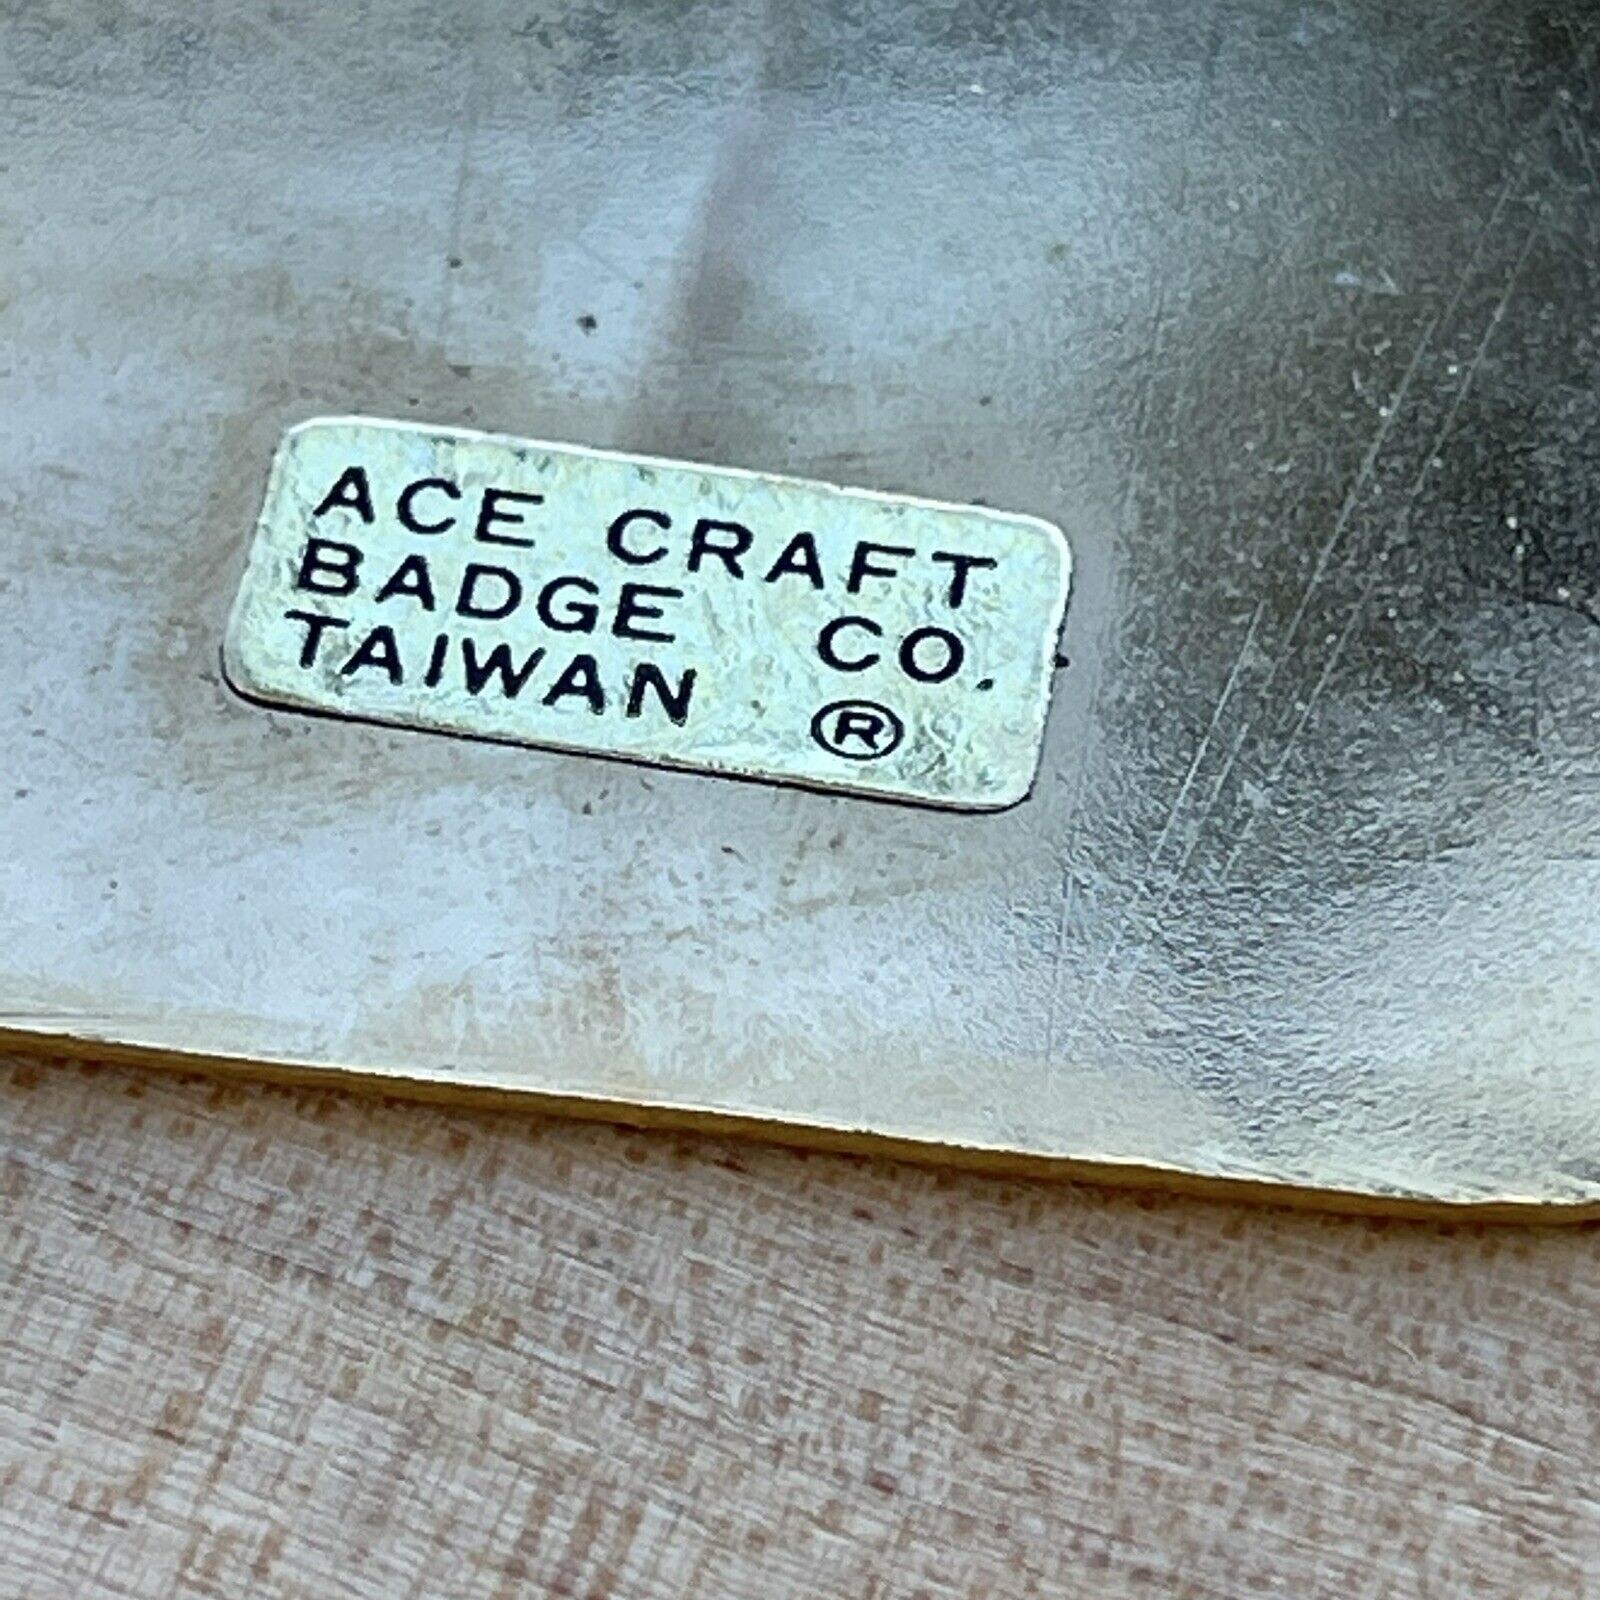 ACE CRAFT
BADGE CO.
TAIWAN ®